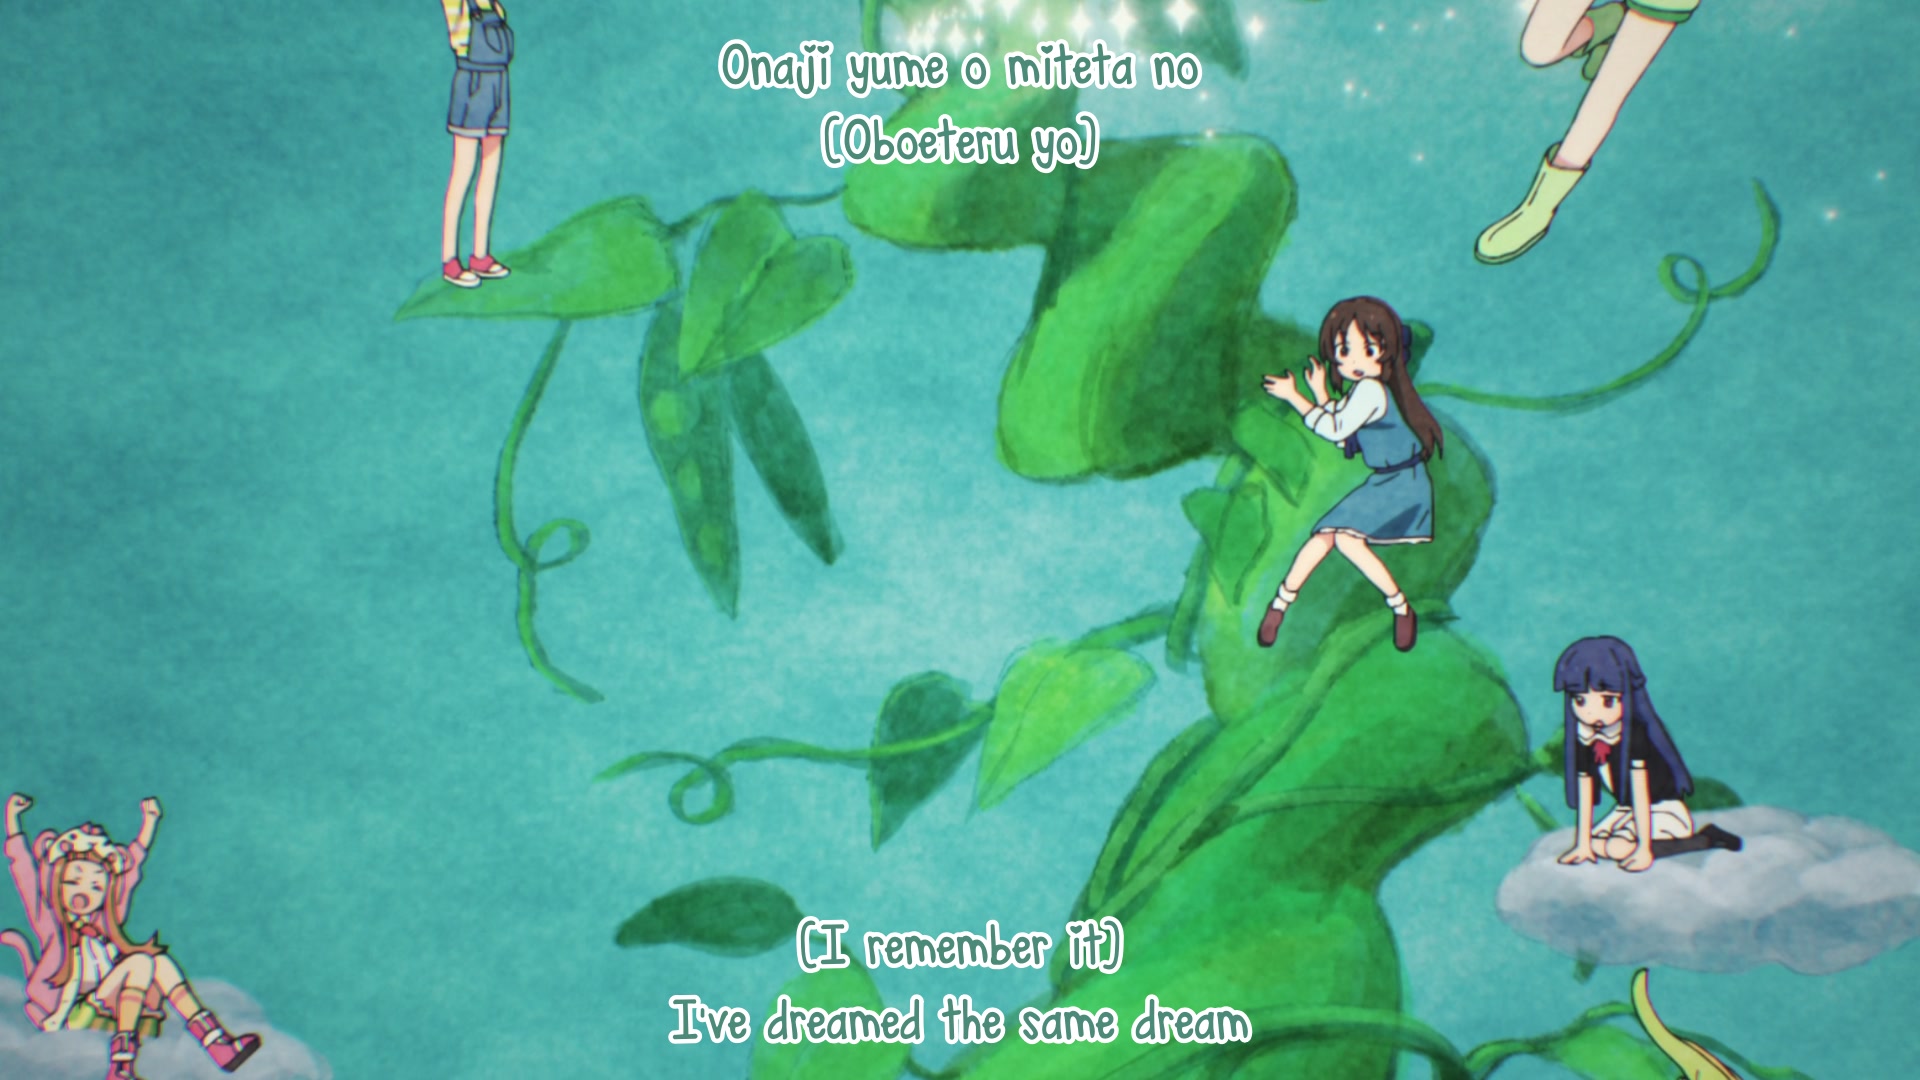 Onaji yume o miteta no
(Oboeteru yo)
(I remember it)
I've dreamed the same dream